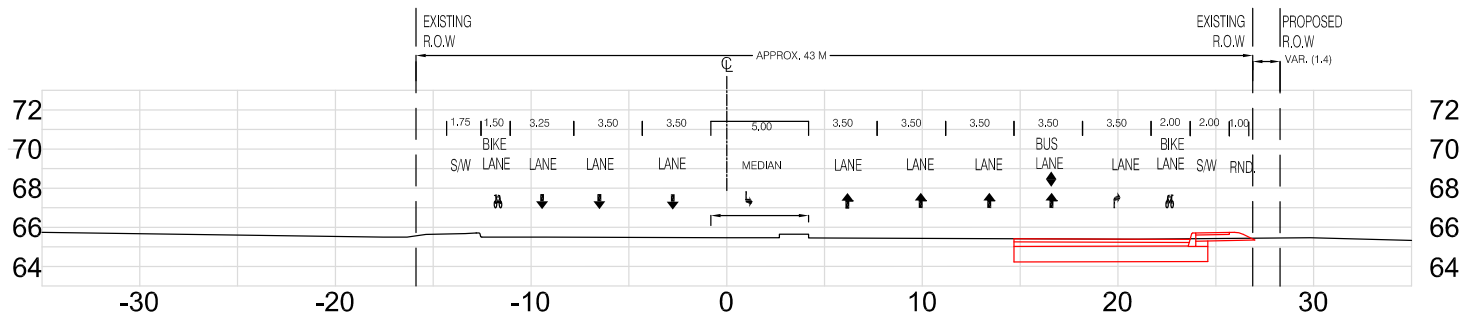 EXISTING
R.O.W
EXISTING
R.O.W
PROPOSED
R.O.W
APPROX. 43 M
VAR. (1.4)
℄
72 72
1.75 1.50 3.25 3.50 3.50 5.00 3.50 3.50 3.50 3.50 3.50 2.00 2.00 1.00
BIKE BUS BIKE
70 70
S/W LANE LANE LANE LANE MEDIAN LANE LANE LANE LANE LANE LANE S/W RND.
68 68
66 66
64 64
-30 -20 -10 0 10 20 30